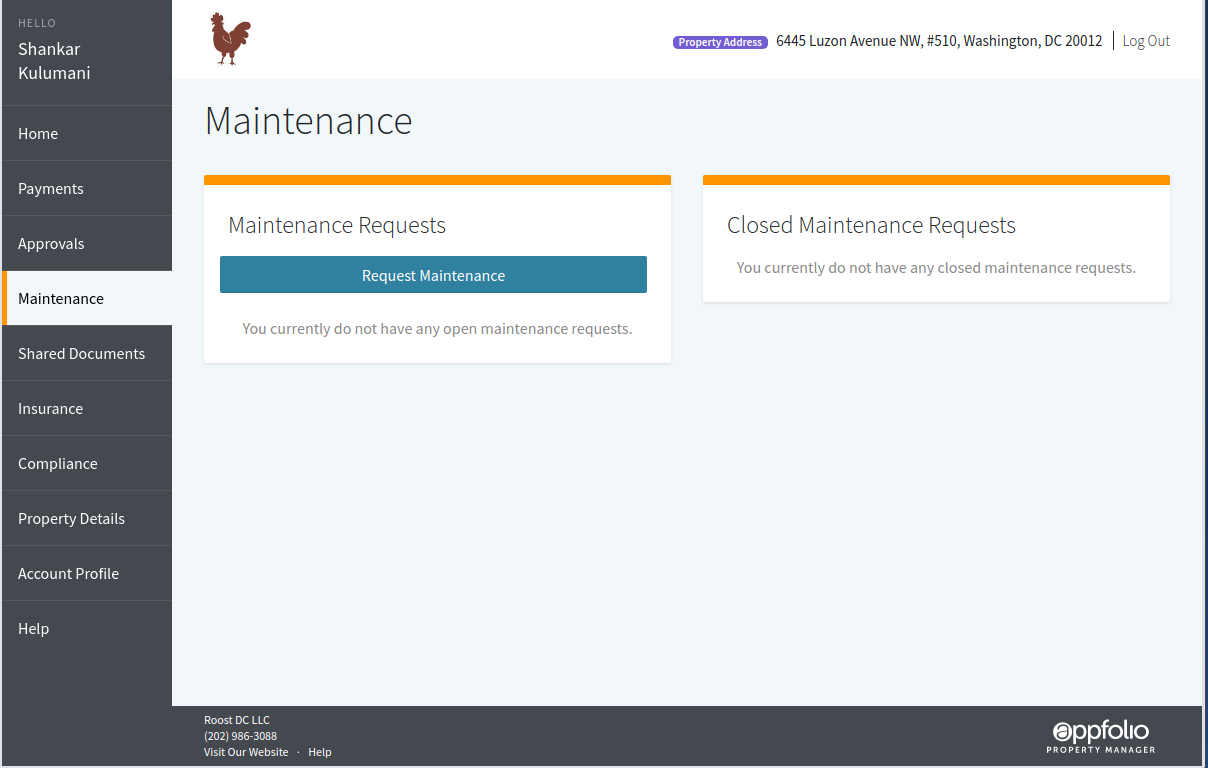 HELLO
Shankar
Kulumani
Home
Payments
Approvals
Maintenance
Shared Documents
Insurance
Compliance
Property Details
Account Profile
Help
Property Address 6445 Luzon Avenue NW, #510, Washington, DC 20012 Log Out
Maintenance
Maintenance Requests
Request Maintenance
You currently do not have any open maintenance requests.
Closed Maintenance Requests
You currently do not have any closed maintenance requests.
Roost DC LLC
(202) 986-3088
Visit Our Website · Help
appfolio
PROPERTY MANAGER